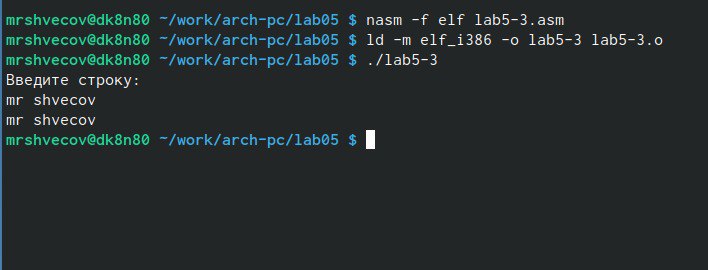 mrshvecov@dk8n80 ~/work/arch-pc/lab05 $ nasm -f elf lab5-3.asm
mrshvecov@dk8n80 ~/work/arch-pc/lab05 $ ld -m elf_i386 -o lab5-3 lab5-3.o
mrshvecov@dk8n80 ~/work/arch-pc/lab05 $ ./lab5-3
Введите строку:
mr shvecov
mr shvecov
mrshvecov@dk8n80 ~/work/arch-pc/lab05 $